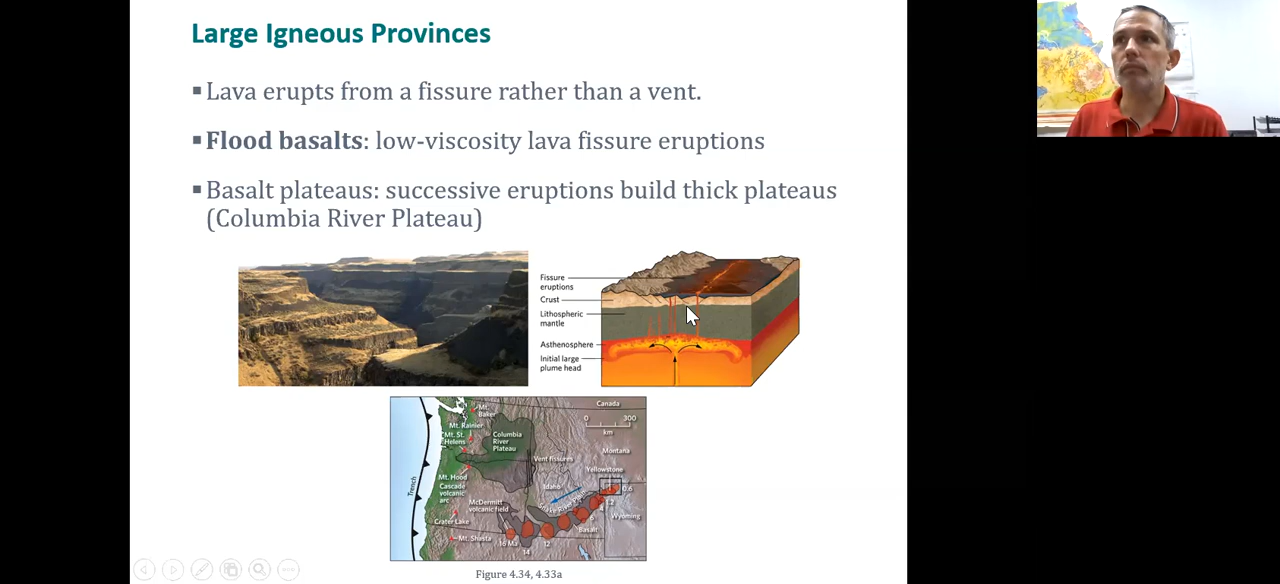 Large Igneous Provinces
▪ Lava erupts from a fissure rather than a vent.
▪ Flood basalts: low-viscosity lava fissure eruptions
▪ Basalt plateaus: successive eruptions build thick plateaus
(Columbia River Plateau)
Fissure
eruptions
Crust
Lithospheric
mantle
Asthenosphere
Initial large
plume head
Canada
Mt.
Baker
0 300
km
Mt. Rainier
Mt. St.
Helens
Columbia
River
Plateau
Montana
Vent fissures
Yellowstone
Mt. Hood
Cascade
volcanic
arc
Trench
Idaho
0.6
McDermitt
volcanic field
Snake River Plain
Wyoming
Crater Lake
Basalt
Mt. Shasta
16 Ma
14
12
Figure 4.34, 4.33a